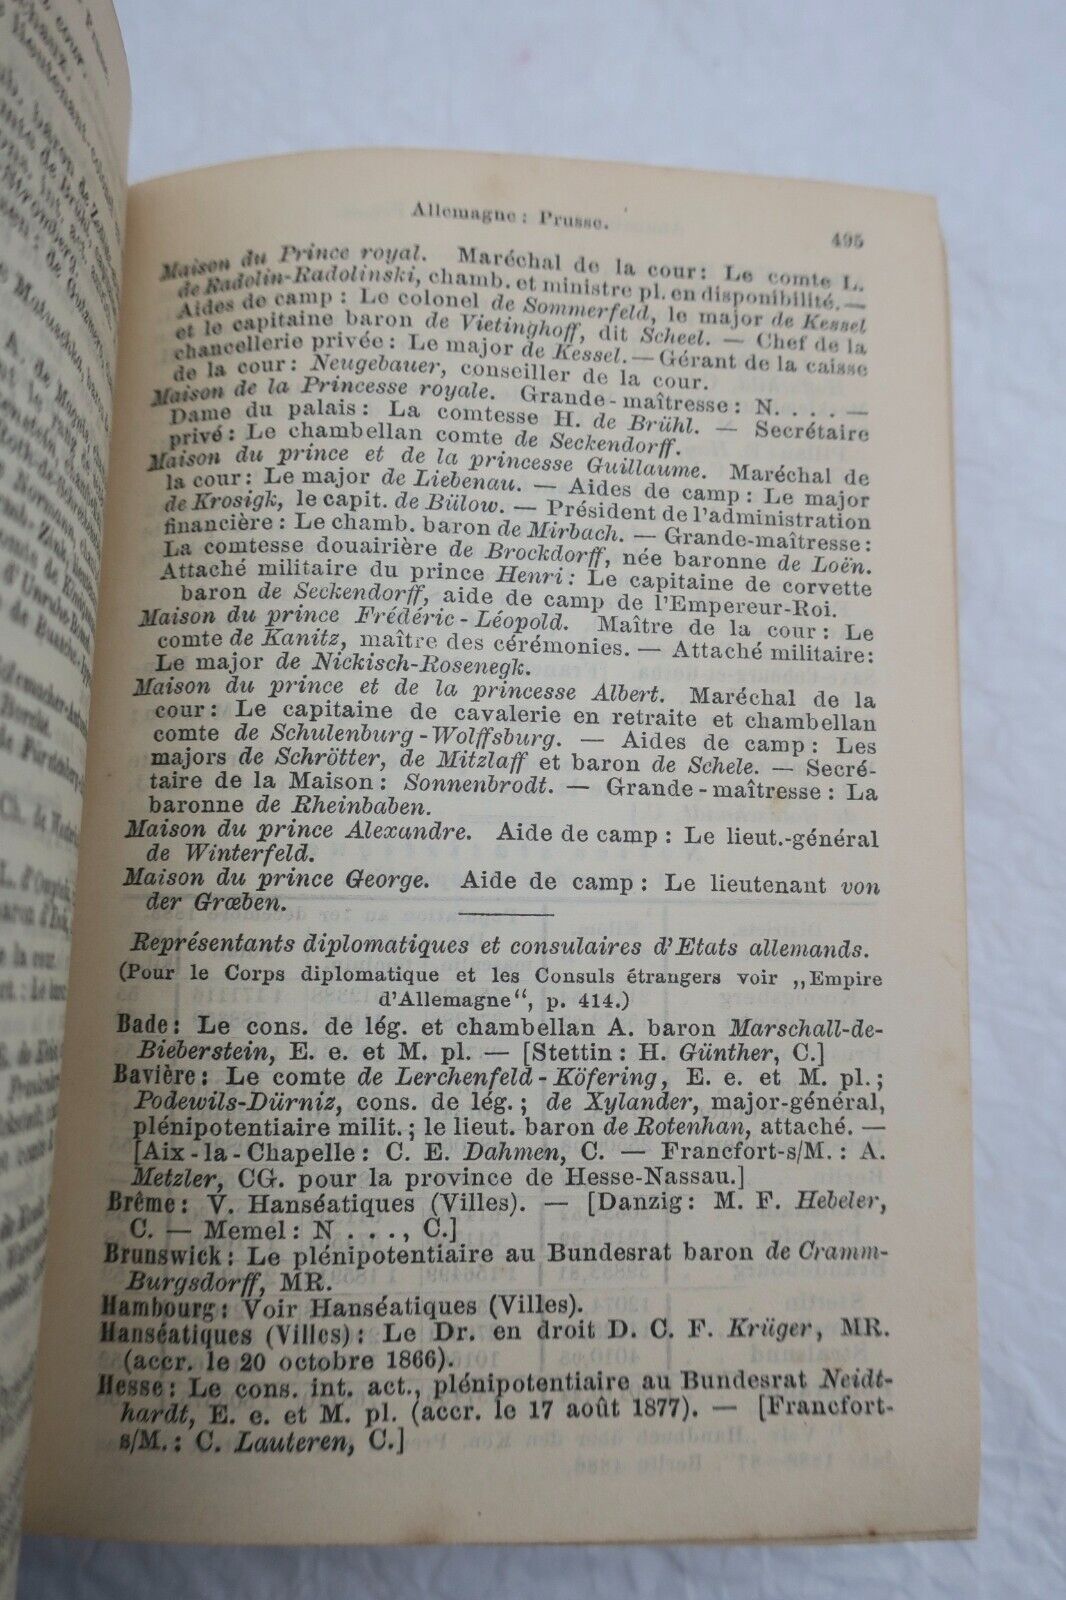 Allemagne: Prusse.
495
Maison du Prince royal. Maréchal de la cour: Le comte L.
de Radolin-Radolinski, chamb. et ministre pl. en disponibilité. —
Aides de camp: Le colonel de Sommerfeld, le major de Kessel
et le capitaine baron de Vietinghoff, dit Scheel. — Chef de la
chancellerie privée: Le major de Kessel. — Gérant de la caisse
de la cour: Neugebauer, conseiller de la cour.
Maison de la Princesse royale. Grande-maîtresse: N. . . . —
Dame du palais: La comtesse H. de Brühl. — Secrétaire
privé: Le chambellan comte de Seckendorff.
Maison du prince et de la princesse Guillaume. Maréchal de
la cour: Le major de Liebenau. — Aides de camp: Le major
de Krosigk, le capit. de Bülow. — Président de l'administration
financière: Le chamb. baron de Mirbach. — Grande-maîtresse:
La comtesse douairière de Brockdorff, née baronne de Loën.
Attaché militaire du prince Henri: Le capitaine de corvette
baron de Seckendorff, aide de camp de l'Empereur-Roi.
Maison du prince Frédéric-Léopold. Maître de la cour: Le
comte de Kanitz, maître des cérémonies. — Attaché militaire:
Le major de Nickisch-Rosenegk.
Maison du prince et de la princesse Albert. Maréchal de la
cour: Le capitaine de cavalerie en retraite et chambellan
comte de Schulenburg-Wolffsburg. — Aides de camp: Les
majors de Schrötter, de Mitzlaff et baron de Schele. — Secré-
taire de la Maison: Sonnenbrodt. — Grande-maîtresse: La
baronne de Rheinbaben.
Maison du prince Alexandre. Aide de camp: Le lieut.-général
de Winterfeld.
Maison du prince George. Aide de camp: Le lieutenant von
der Grœben.
Représentants diplomatiques et consulaires d'Etats allemands.
(Pour le Corps diplomatique et les Consuls étrangers voir „Empire
d'Allemagne“, p. 414.)
Bade: Le cons. de lég. et chambellan A. baron Marschall-de-
Bieberstein, E. e. et M. pl. — [Stettin: H. Günther, C.]
Bavière: Le comte de Lerchenfeld-Köfering, E. e. et M. pl.;
Podewils-Dürniz, cons. de lég.; de Xylander, major-général,
plénipotentiaire milit.; le lieut. baron de Rotenhan, attaché. —
[Aix-la-Chapelle: C. E. Dahmen, C. — Francfort-s/M.: A.
Metzler, CG. pour la province de Hesse-Nassau.]
Brême: V. Hanséatiques (Villes). — [Danzig: M. F. Hebeler,
C. — Memel: N . . ., C.]
Brunswick: Le plénipotentiaire au Bundesrat baron de Cramm-
Burgsdorff, MR.
Hambourg: Voir Hanséatiques (Villes).
Hanséatiques (Villes): Le Dr. en droit D. C. F. Krüger, MR.
(accr. le 20 octobre 1866).
Hesse: Le cons. int. act., plénipotentiaire au Bundesrat Neidt-
hardt, E. e. et M. pl. (accr. le 17 août 1877). — [Francfort-
s/M.: C. Lauteren, C.]